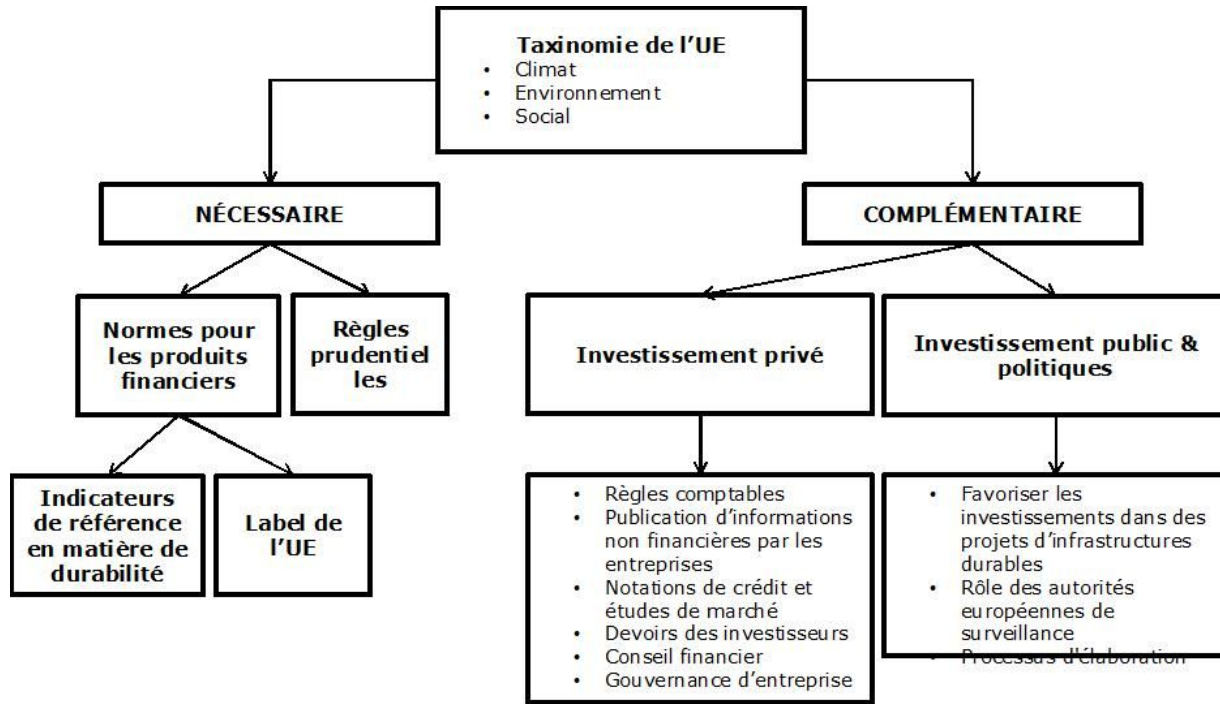 Taxinomie de l'UE
• Climat
• Environnement
• Social
NÉCESSAIRE
COMPLÉMENTAIRE
Normes pour
les produits
financiers
Règles
prudentiel
les
Investissement privé
Investissement public &
politiques
Indicateurs
de référence
en matière de
durabilité
Label de
l'UE
• Règles comptables
• Publication d'informations
non financières par les
entreprises
• Notations de crédit et
études de marché
• Devoirs des investisseurs
• Conseil financier
• Gouvernance d'entreprise
• Favoriser les
investissements dans des
projets d'infrastructures
durables
• Rôle des autorités
européennes de
surveillance
• Processus d'élaboration